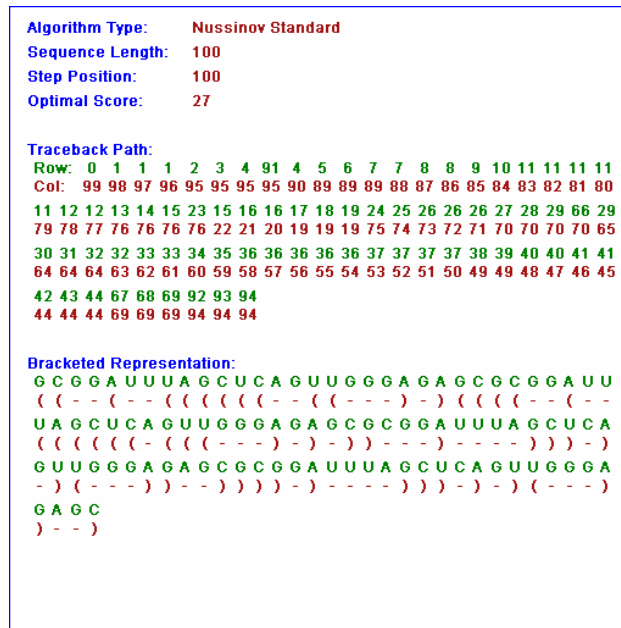 Algorithm Type: Nussinov Standard
Sequence Length: 100
Step Position: 100
Optimal Score: 27
Traceback Path:
Row: 0 1 1 1 2 3 4 91 4 5 6 7 7 8 8 9 10 11 11 11 11
Col: 99 98 97 96 95 95 95 95 90 89 89 89 88 87 86 85 84 83 82 81 80
11 12 12 13 14 15 23 15 16 16 17 18 19 24 25 26 26 26 27 28 29 66 29
79 78 77 76 76 76 76 22 21 20 19 19 19 75 74 73 72 71 70 70 70 70 65
30 31 32 32 33 33 34 35 36 36 36 36 36 37 37 37 37 38 39 40 40 41 41
64 64 64 63 62 61 60 59 58 57 56 55 54 53 52 51 50 49 49 48 47 46 45
42 43 44 67 68 69 92 93 94
44 44 44 69 69 69 94 94 94
Bracketed Representation:
G C G G A U U U A G C U C A G U U G G G A G A G C G C G G A U U
( ( - - ( - - ( ( ( ( ( ( - - ( ( - - - ) - ) ( ( ( ( - - ( - -
U A G C U C A G U U G G G A G A G C G C G G A U U U A G C U C A
( ( ( ( ( ( - ( ( ( - - - ) - ) - ) ) - - - ) - - - - ) ) ) - )
G U U G G G A G A G C G C G G A U U U A G C U C A G U U G G G A
- ) ( - - - ) ) - - ) ) ) ) - ) - - - - ) ) ) - ) - ) ( - - - )
G A G C
) - - )